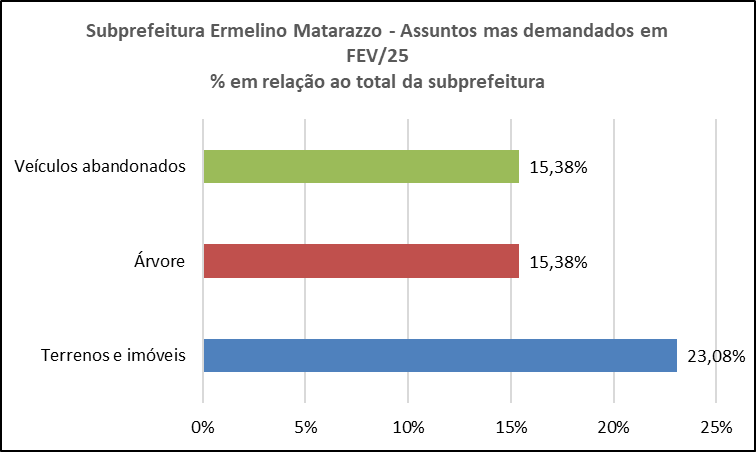 Subprefeitura Ermelino Matarazzo - Assuntos mas demandados em
FEV/25
% em relação ao total da subprefeitura
Veículos abandonados
15,38%
Árvore
15,38%
Terrenos e imóveis
23,08%
0%
5%
10%
15%
20%
25%